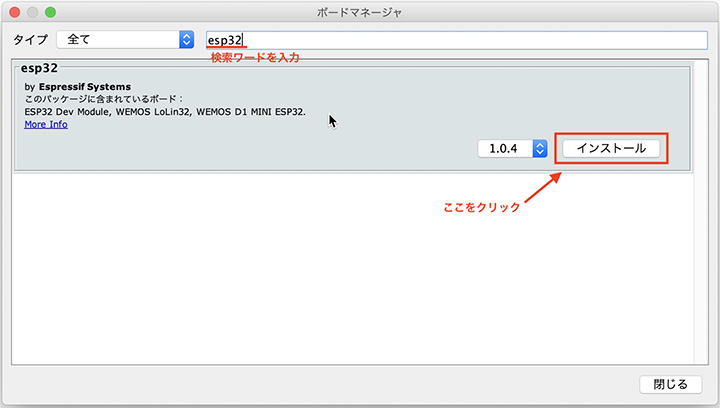 ボードマネージャ
タイプ 全て esp32
検索ワードを入力
esp32
by Espressif Systems
このパッケージに含まれているボード：
ESP32 Dev Module, WEMOS LoLin32, WEMOS D1 MINI ESP32.
More Info
1.0.4 インストール
ここをクリック
閉じる